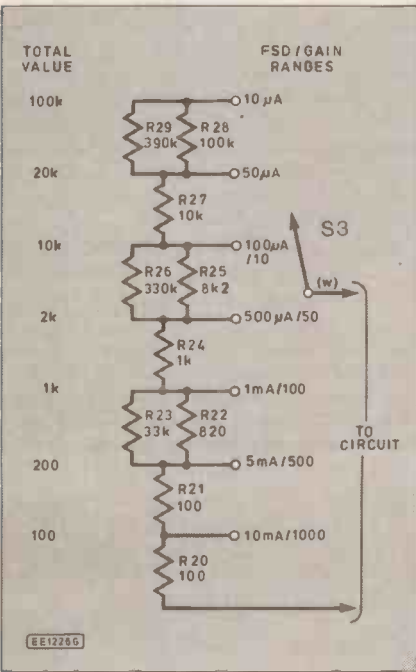 TOTAL VALUE
FSD/GAIN RANGES
100k
10µA
R29 390k
R28 100k
20k
50µA
R27 10k
S3
10k
100µA /10
(w)
R26 330k
R25 8k2
2k
500µA/50
R24 1k
1k
1mA/100
R23 33k
R22 820
TO CIRCUIT
200
5mA/500
R21 100
100
10mA/1000
R20 100
EE1226G